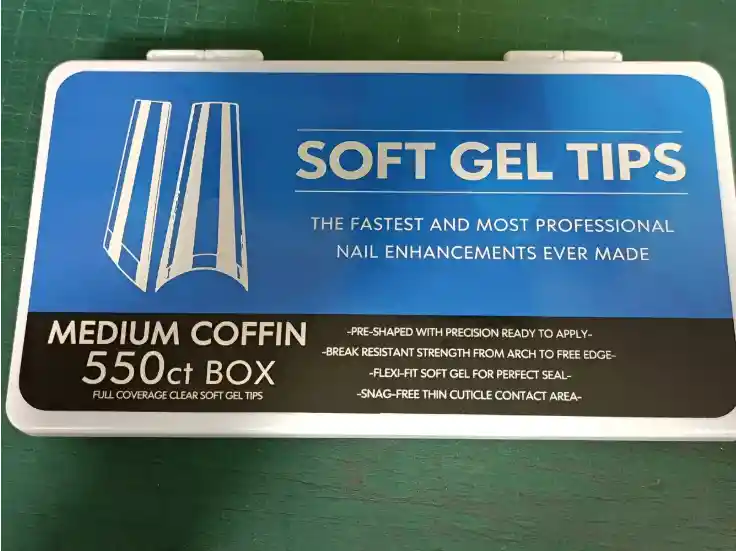 SOFT GEL TIPS
THE FASTEST AND MOST PROFESSIONAL
NAIL ENHANCEMENTS EVER MADE
MEDIUM COFFIN
550ct BOX
FULL COVERAGE CLEAR SOFT GEL TIPS
-PRE-SHAPED WITH PRECISION READY TO APPLY-
-BREAK RESISTANT STRENGTH FROM ARCH TO FREE EDGE-
-FLEXI-FIT SOFT GEL FOR PERFECT SEAL-
-SNAG-FREE THIN CUTICLE CONTACT AREA-